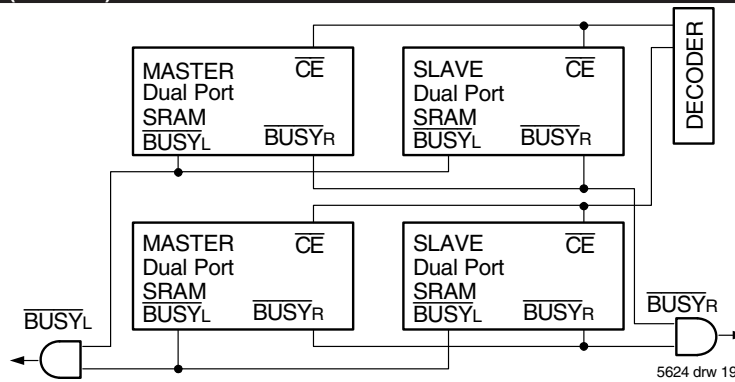 MASTER CE
Dual Port
SRAM
BUSYL BUSYR
SLAVE CE
Dual Port
SRAM
BUSYL BUSYR
DECODER
MASTER CE
Dual Port
SRAM
BUSYL BUSYR
SLAVE CE
Dual Port
SRAM
BUSYL BUSYR
BUSYL
BUSYR
5624 drw 19